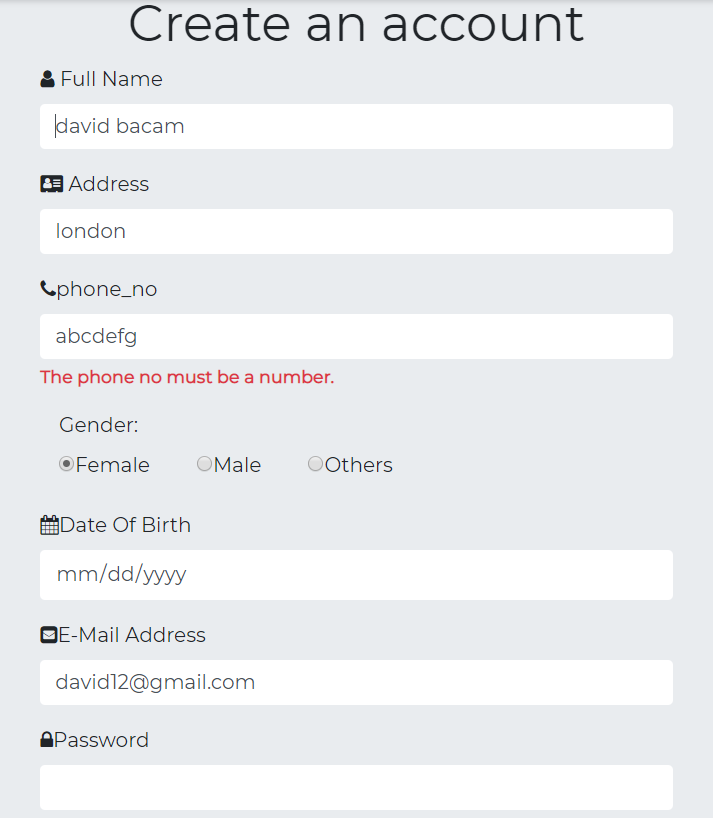 Create an account
Full Name
david bacam
Address
london
phone_no
abcdefg
The phone no must be a number.
Gender:
Female Male Others
Date Of Birth
mm/dd/yyyy
E-Mail Address
david12@gmail.com
Password